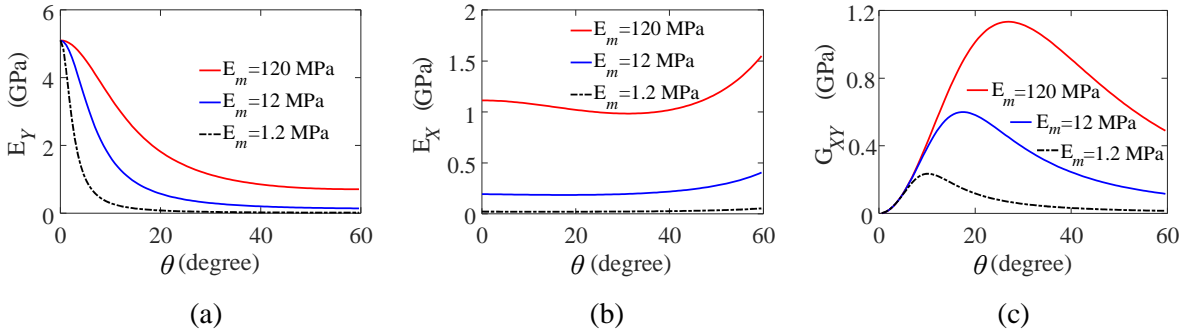 6
4
2
0
E_Y (GPa)
E_m=120 MPa
E_m=12 MPa
E_m=1.2 MPa
0 20 40 60
θ (degree)
(a)
2
1.5
1
0.5
0
E_X (GPa)
E_m=120 MPa
E_m=12 MPa
E_m=1.2 MPa
0 20 40 60
θ (degree)
(b)
1.2
0.8
0.4
0
G_XY (GPa)
E_m=120 MPa
E_m=12 MPa
E_m=1.2 MPa
0 20 40 60
θ (degree)
(c)